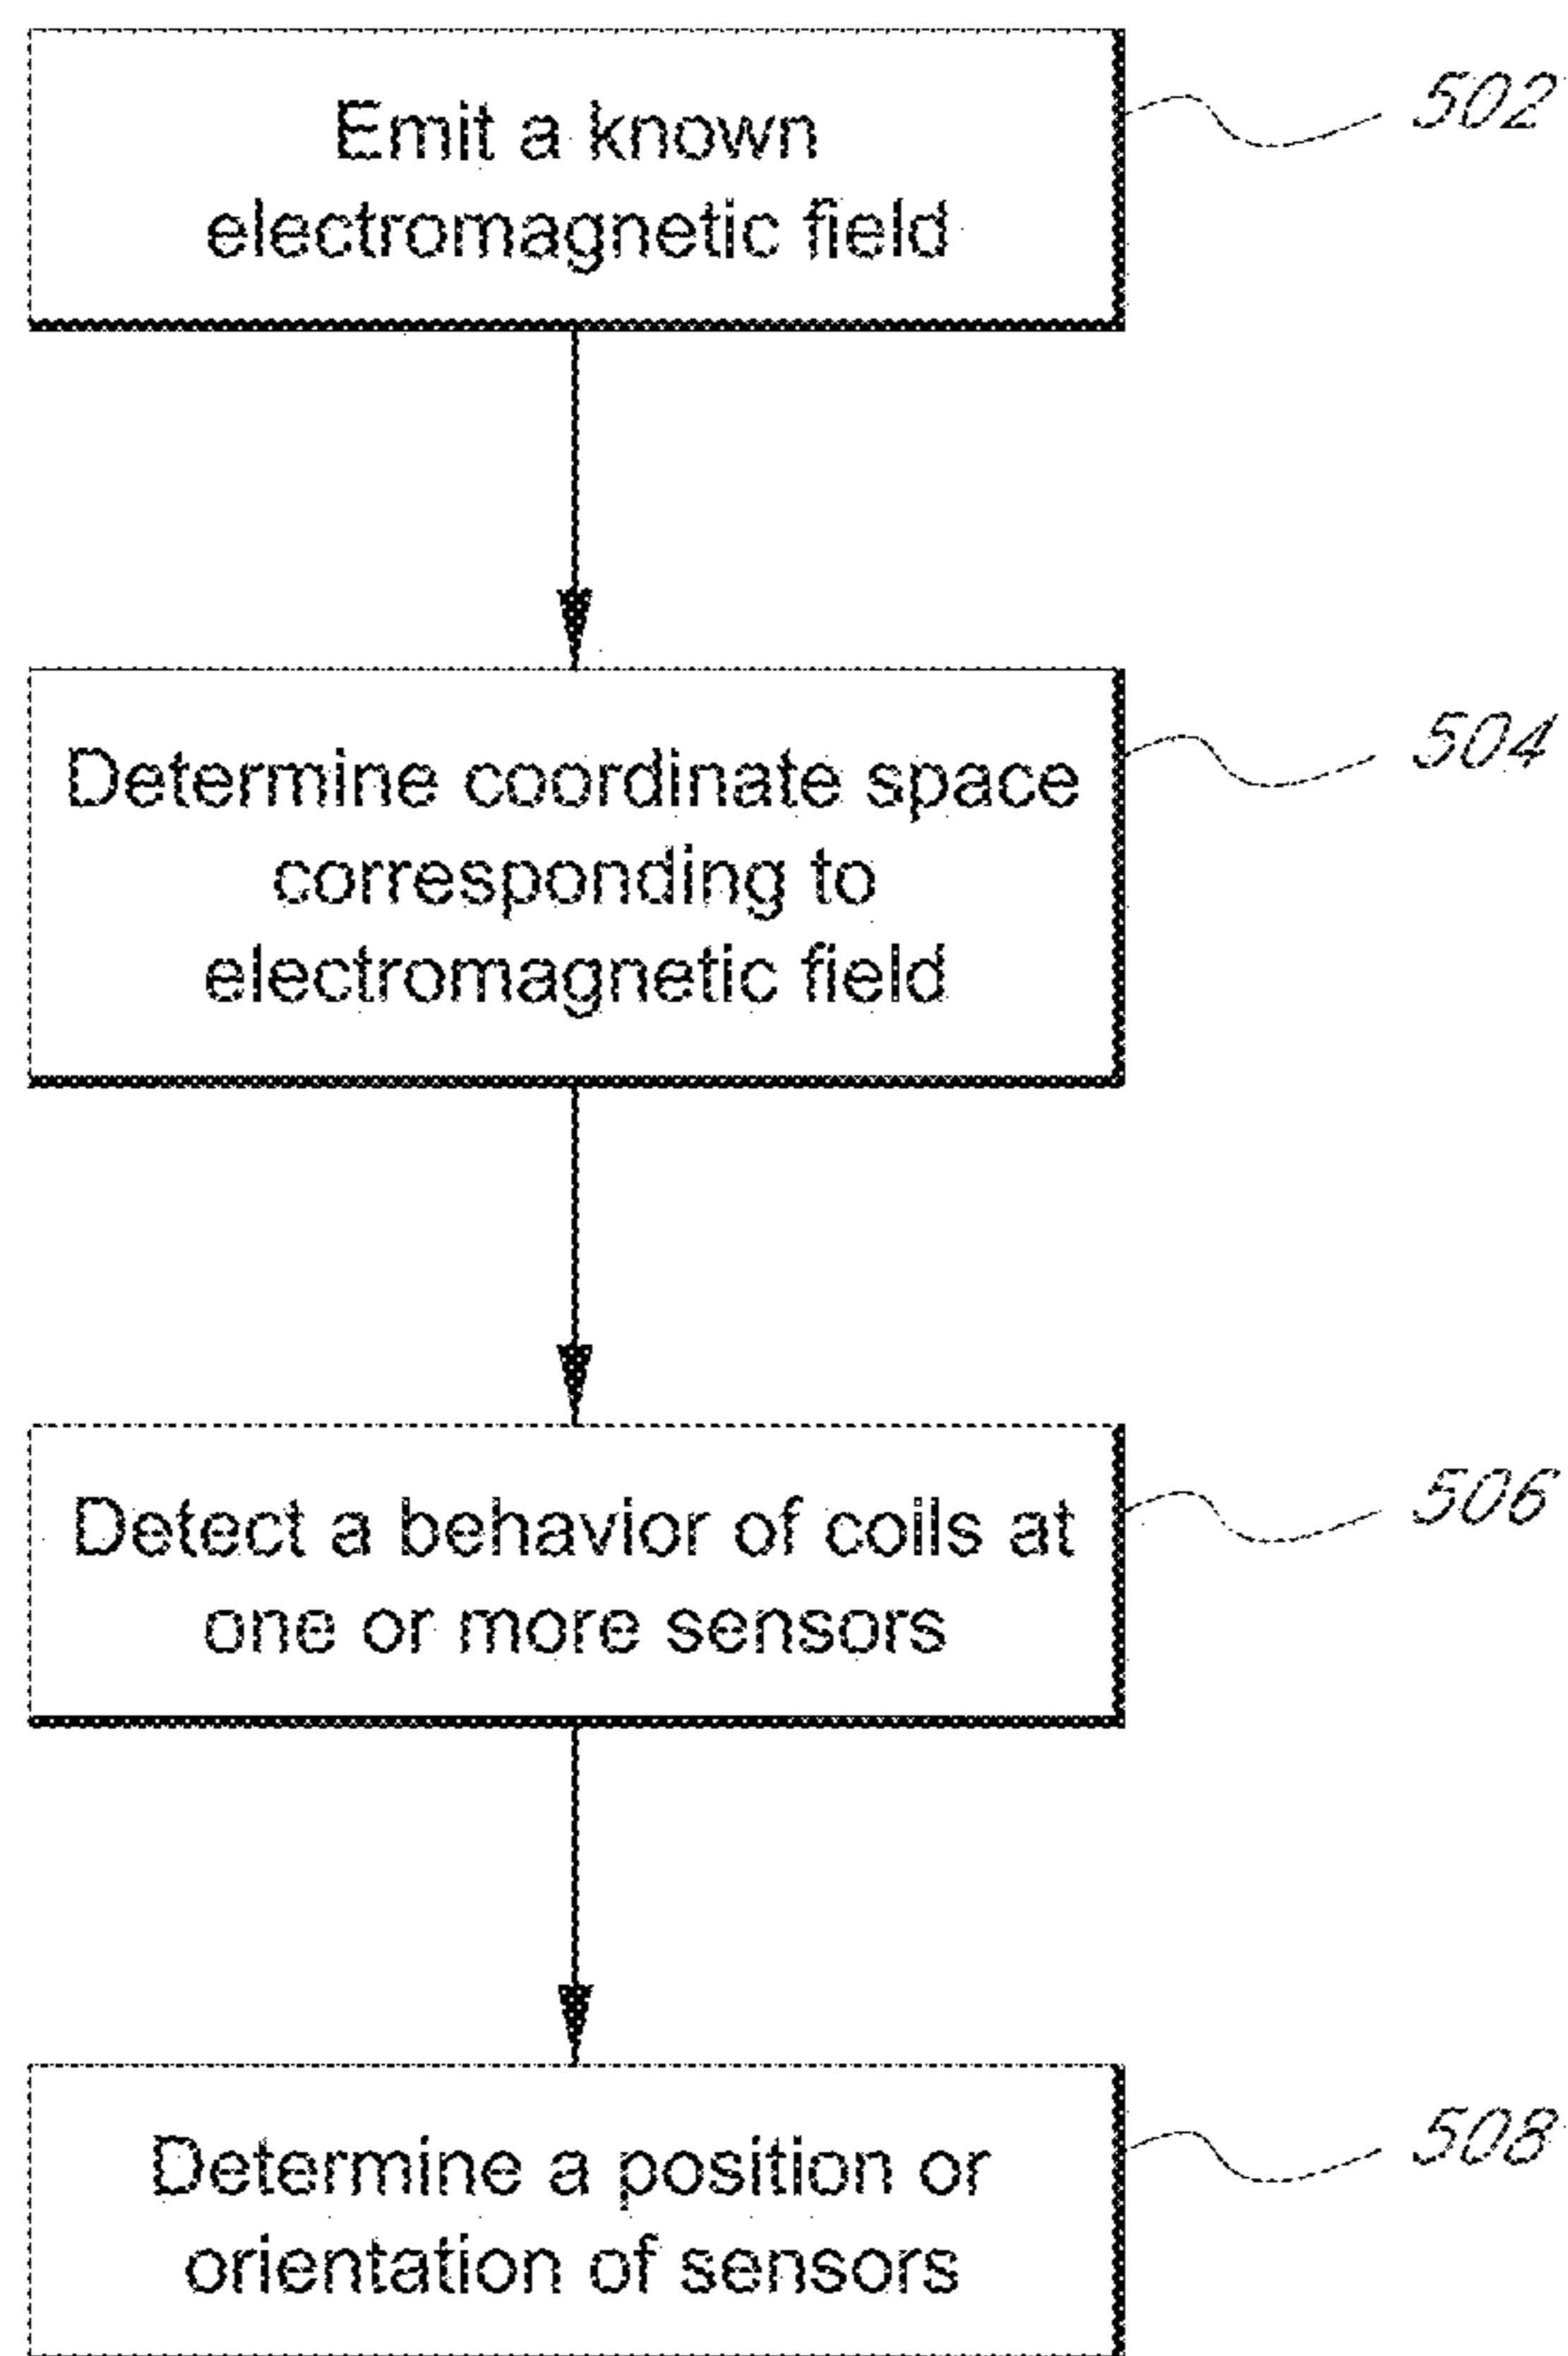 Emit a known
electromagnetic field
502
Determine coordinate space
corresponding to
electromagnetic field
504
Detect a behavior of coils at
one or more sensors
506
Determine a position or
orientation of sensors
508